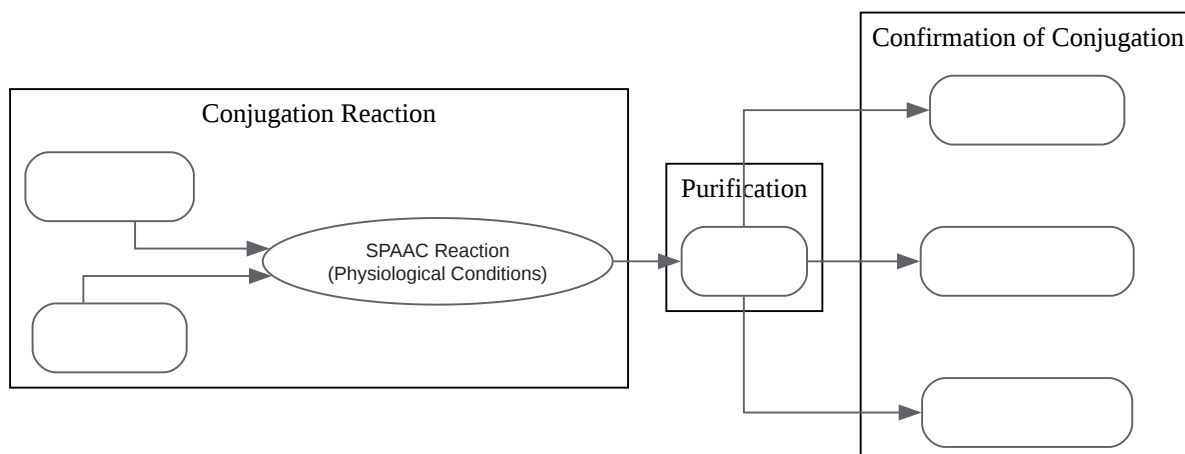 Confirmation of Conjugation
Conjugation Reaction
Purification
SPAAC Reaction
(Physiological Conditions)